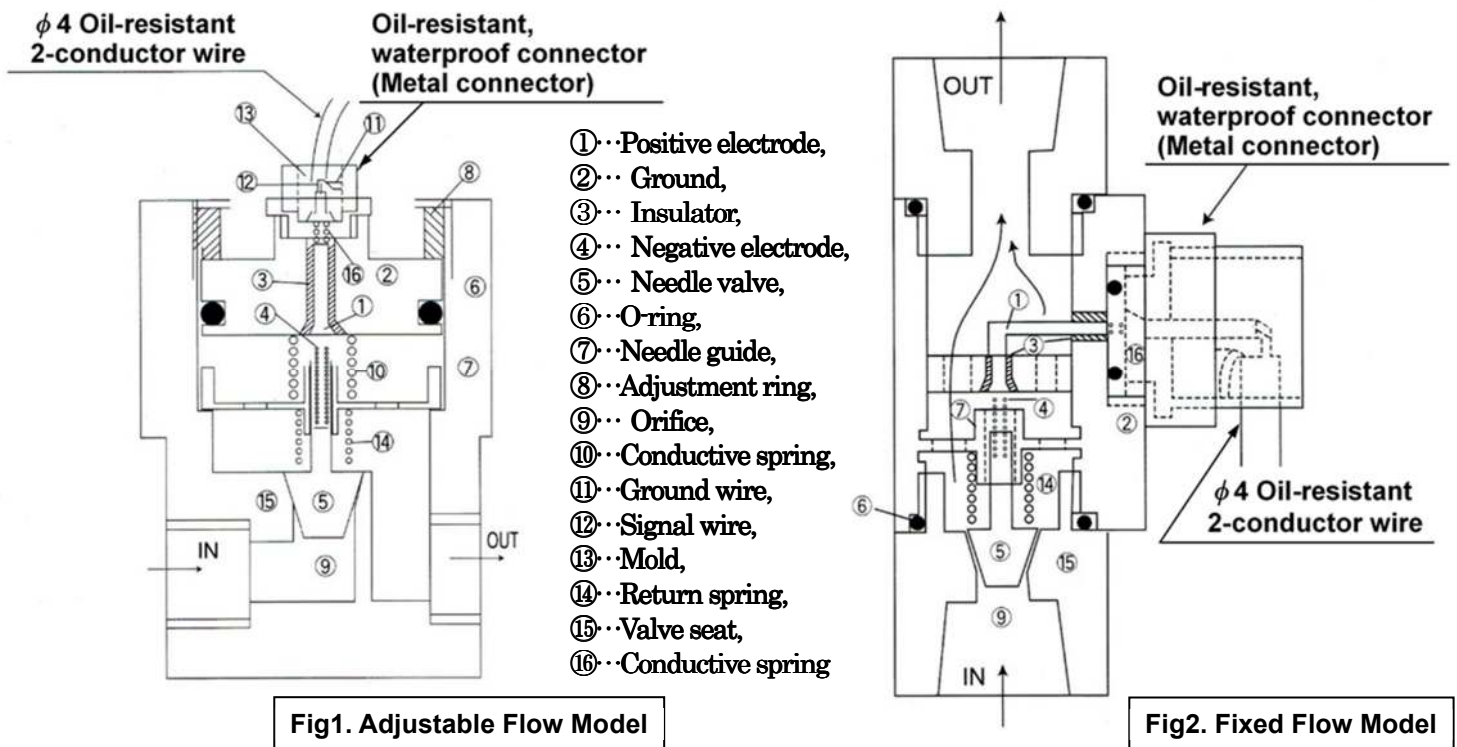 ϕ4 Oil-resistant
2-conductor wire
Oil-resistant,
waterproof connector
(Metal connector)
⑬
⑪
⑫
⑧
③
⑯
②
⑥
④
①
⑩
⑦
⑭
⑮
⑤
IN
OUT
⑨
Fig1. Adjustable Flow Model
①…Positive electrode,
②… Ground,
③… Insulator,
④… Negative electrode,
⑤… Needle valve,
⑥…O-ring,
⑦…Needle guide,
⑧…Adjustment ring,
⑨… Orifice,
⑩…Conductive spring,
⑪…Ground wire,
⑫…Signal wire,
⑬…Mold,
⑭…Return spring,
⑮…Valve seat,
⑯…Conductive spring
OUT
Oil-resistant,
waterproof connector
(Metal connector)
①
③
⑯
⑦
④
②
⑭
⑥
ϕ4 Oil-resistant
2-conductor wire
⑤
⑮
⑨
IN
Fig2. Fixed Flow Model